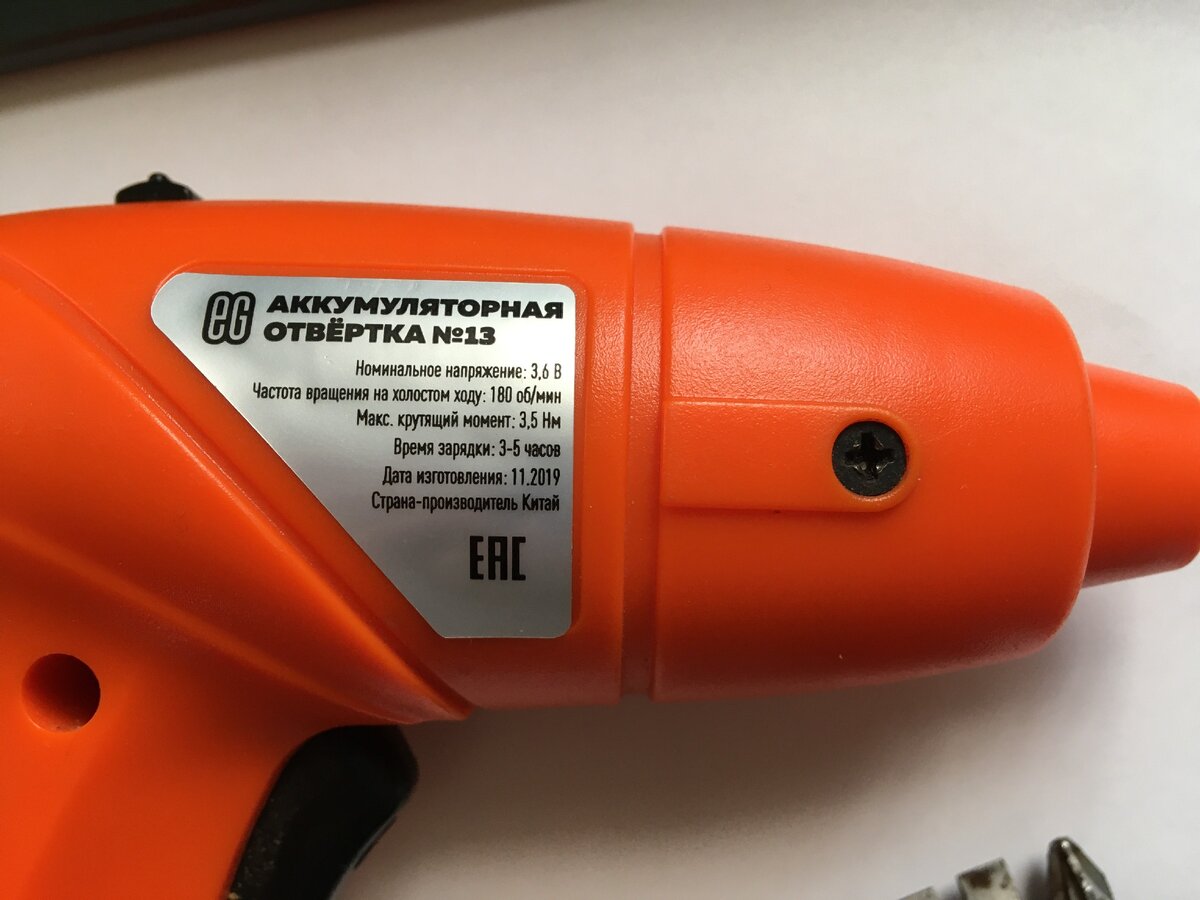 eG АККУМУЛЯТОРНАЯ
ОТВЁРТКА №13
Номинальное напряжение: 3,6 В
Частота вращения на холостом ходу: 180 об/мин
Макс. крутящий момент: 3,5 Нм
Время зарядки: 3-5 часов
Дата изготовления: 11.2019
Страна-производитель Китай
ЕАС